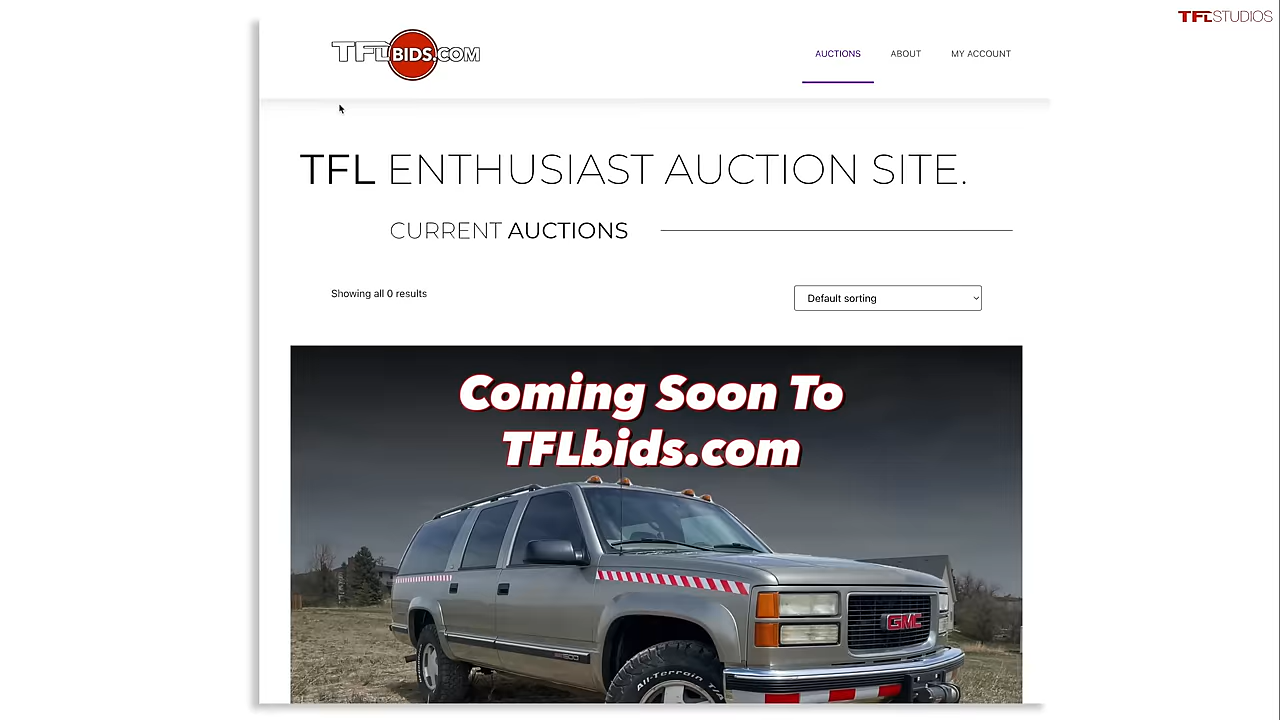 TFLSTUDIOS
TFLBIDS.COM
AUCTIONS ABOUT MY ACCOUNT
TFL ENTHUSIAST AUCTION SITE.
CURRENT AUCTIONS
Showing all 0 results
Default sorting
Coming Soon To
TFLbids.com
GMC
All-Terrain T/A